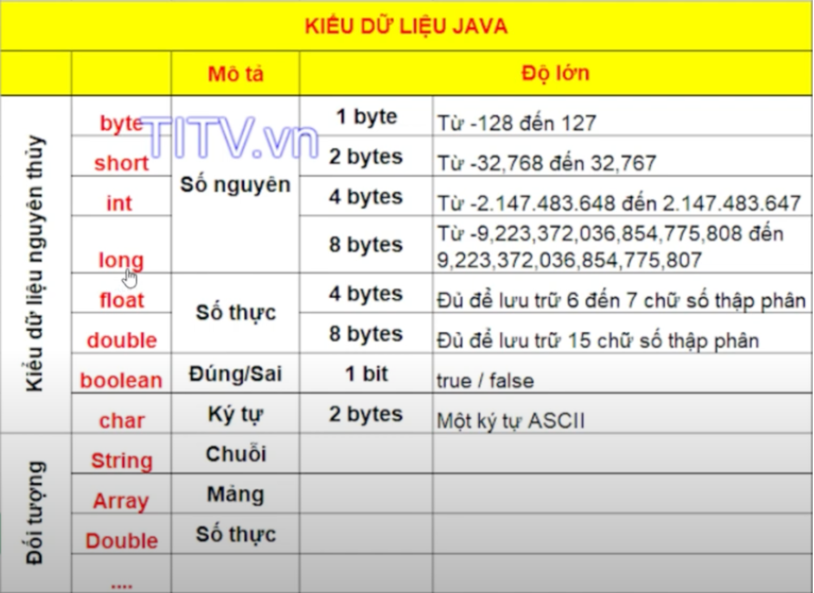 KIỂU DỮ LIỆU JAVA
Mô tả Độ lớn
Kiểu dữ liệu nguyên thủy
byte 1 byte Từ -128 đến 127
TITV.vn
short 2 bytes Từ -32,768 đến 32,767
Số nguyên
int 4 bytes Từ -2.147.483.648 đến 2.147.483.647
long 8 bytes Từ -9,223,372,036,854,775,808 đến
9,223,372,036,854,775,807
float 4 bytes Đủ để lưu trữ 6 đến 7 chữ số thập phân
Số thực
double 8 bytes Đủ để lưu trữ 15 chữ số thập phân
boolean Đúng/Sai 1 bit true / false
char Ký tự 2 bytes Một ký tự ASCII
Đối tượng
String Chuỗi
Array Mảng
Double Số thực
....